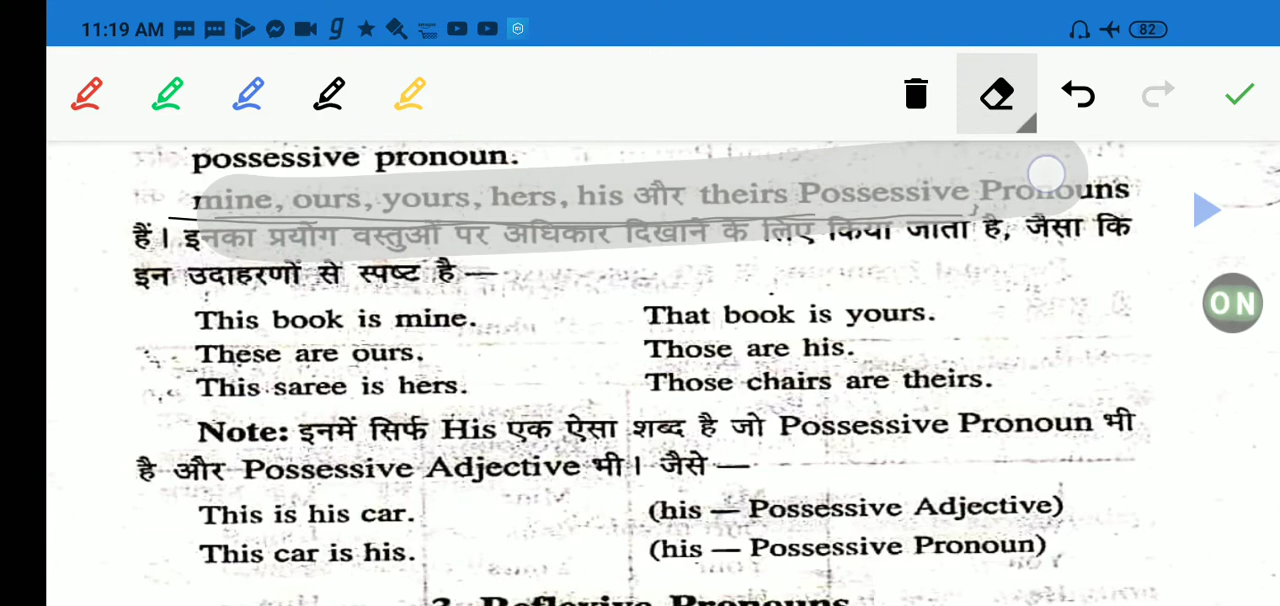 11:19 AM
82
possessive pronoun.
mine, ours, yours, hers, his और theirs Possessive Pronouns
हैं। इनका प्रयोग वस्तुओं पर अधिकार दिखाने के लिए किया जाता है, जैसा कि
इन उदाहरणों से स्पष्ट है —
This book is mine. That book is yours.
These are ours. Those are his.
This saree is hers. Those chairs are theirs.
Note: इनमें सिर्फ His एक ऐसा शब्द है जो Possessive Pronoun भी
है और Possessive Adjective भी। जैसे —
This is his car. (his — Possessive Adjective)
This car is his. (his — Possessive Pronoun)
3. Reflexive Pronouns
ON